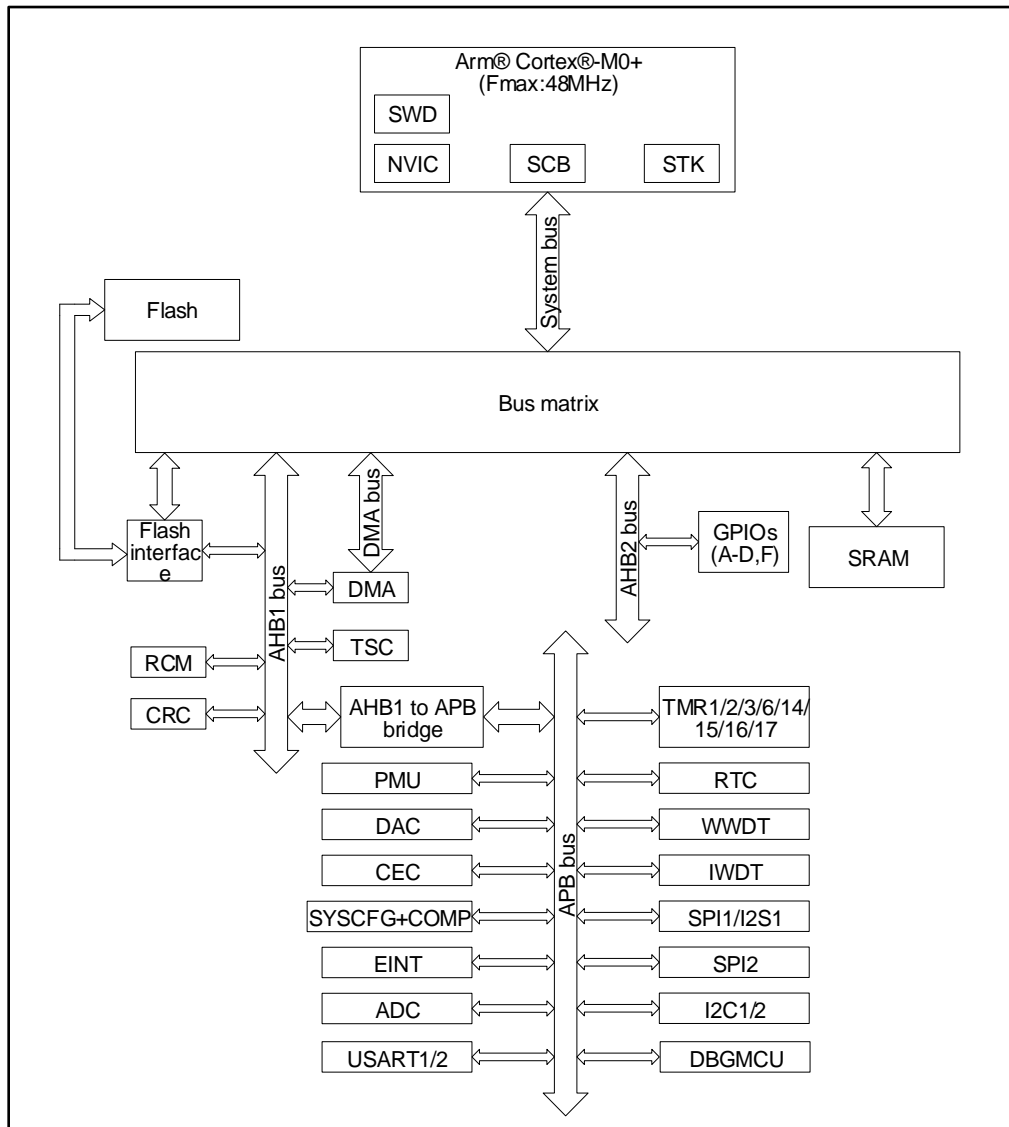 Arm® Cortex®-M0+
(Fmax:48MHz)
SWD
NVIC
SCB
STK
System bus
Flash
Bus matrix
DMA bus
Flash
interfac
e
AHB1 bus
AHB2 bus
GPIOs
(A-D,F)
SRAM
DMA
TSC
RCM
CRC
AHB1 to APB
bridge
TMR1/2/3/6/14/
15/16/17
APB bus
PMU
RTC
DAC
WWDT
CEC
IWDT
SYSCFG+COMP
SPI1/I2S1
EINT
SPI2
ADC
I2C1/2
USART1/2
DBGMCU